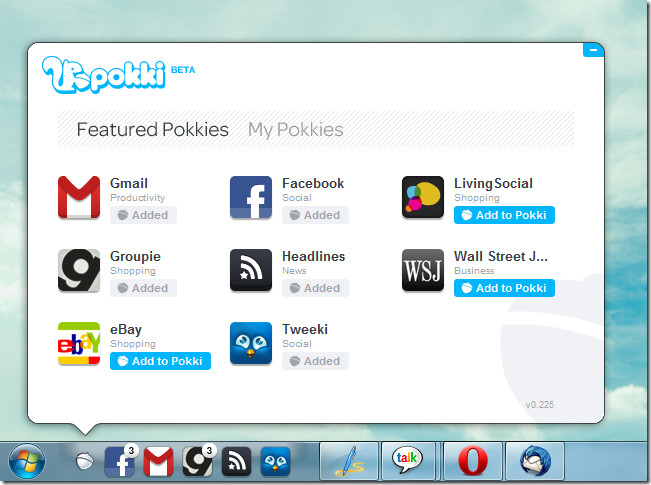 pokki BETA
Featured Pokkies My Pokkies
Gmail
Productivity
Added
Facebook
Social
Added
LivingSocial
Shopping
Add to Pokki
Groupie
Shopping
Added
Headlines
News
Added
WSJ
Wall Street J...
Business
Add to Pokki
ebay
eBay
Shopping
Add to Pokki
Tweeki
Social
Added
v0.225
3
3
talk